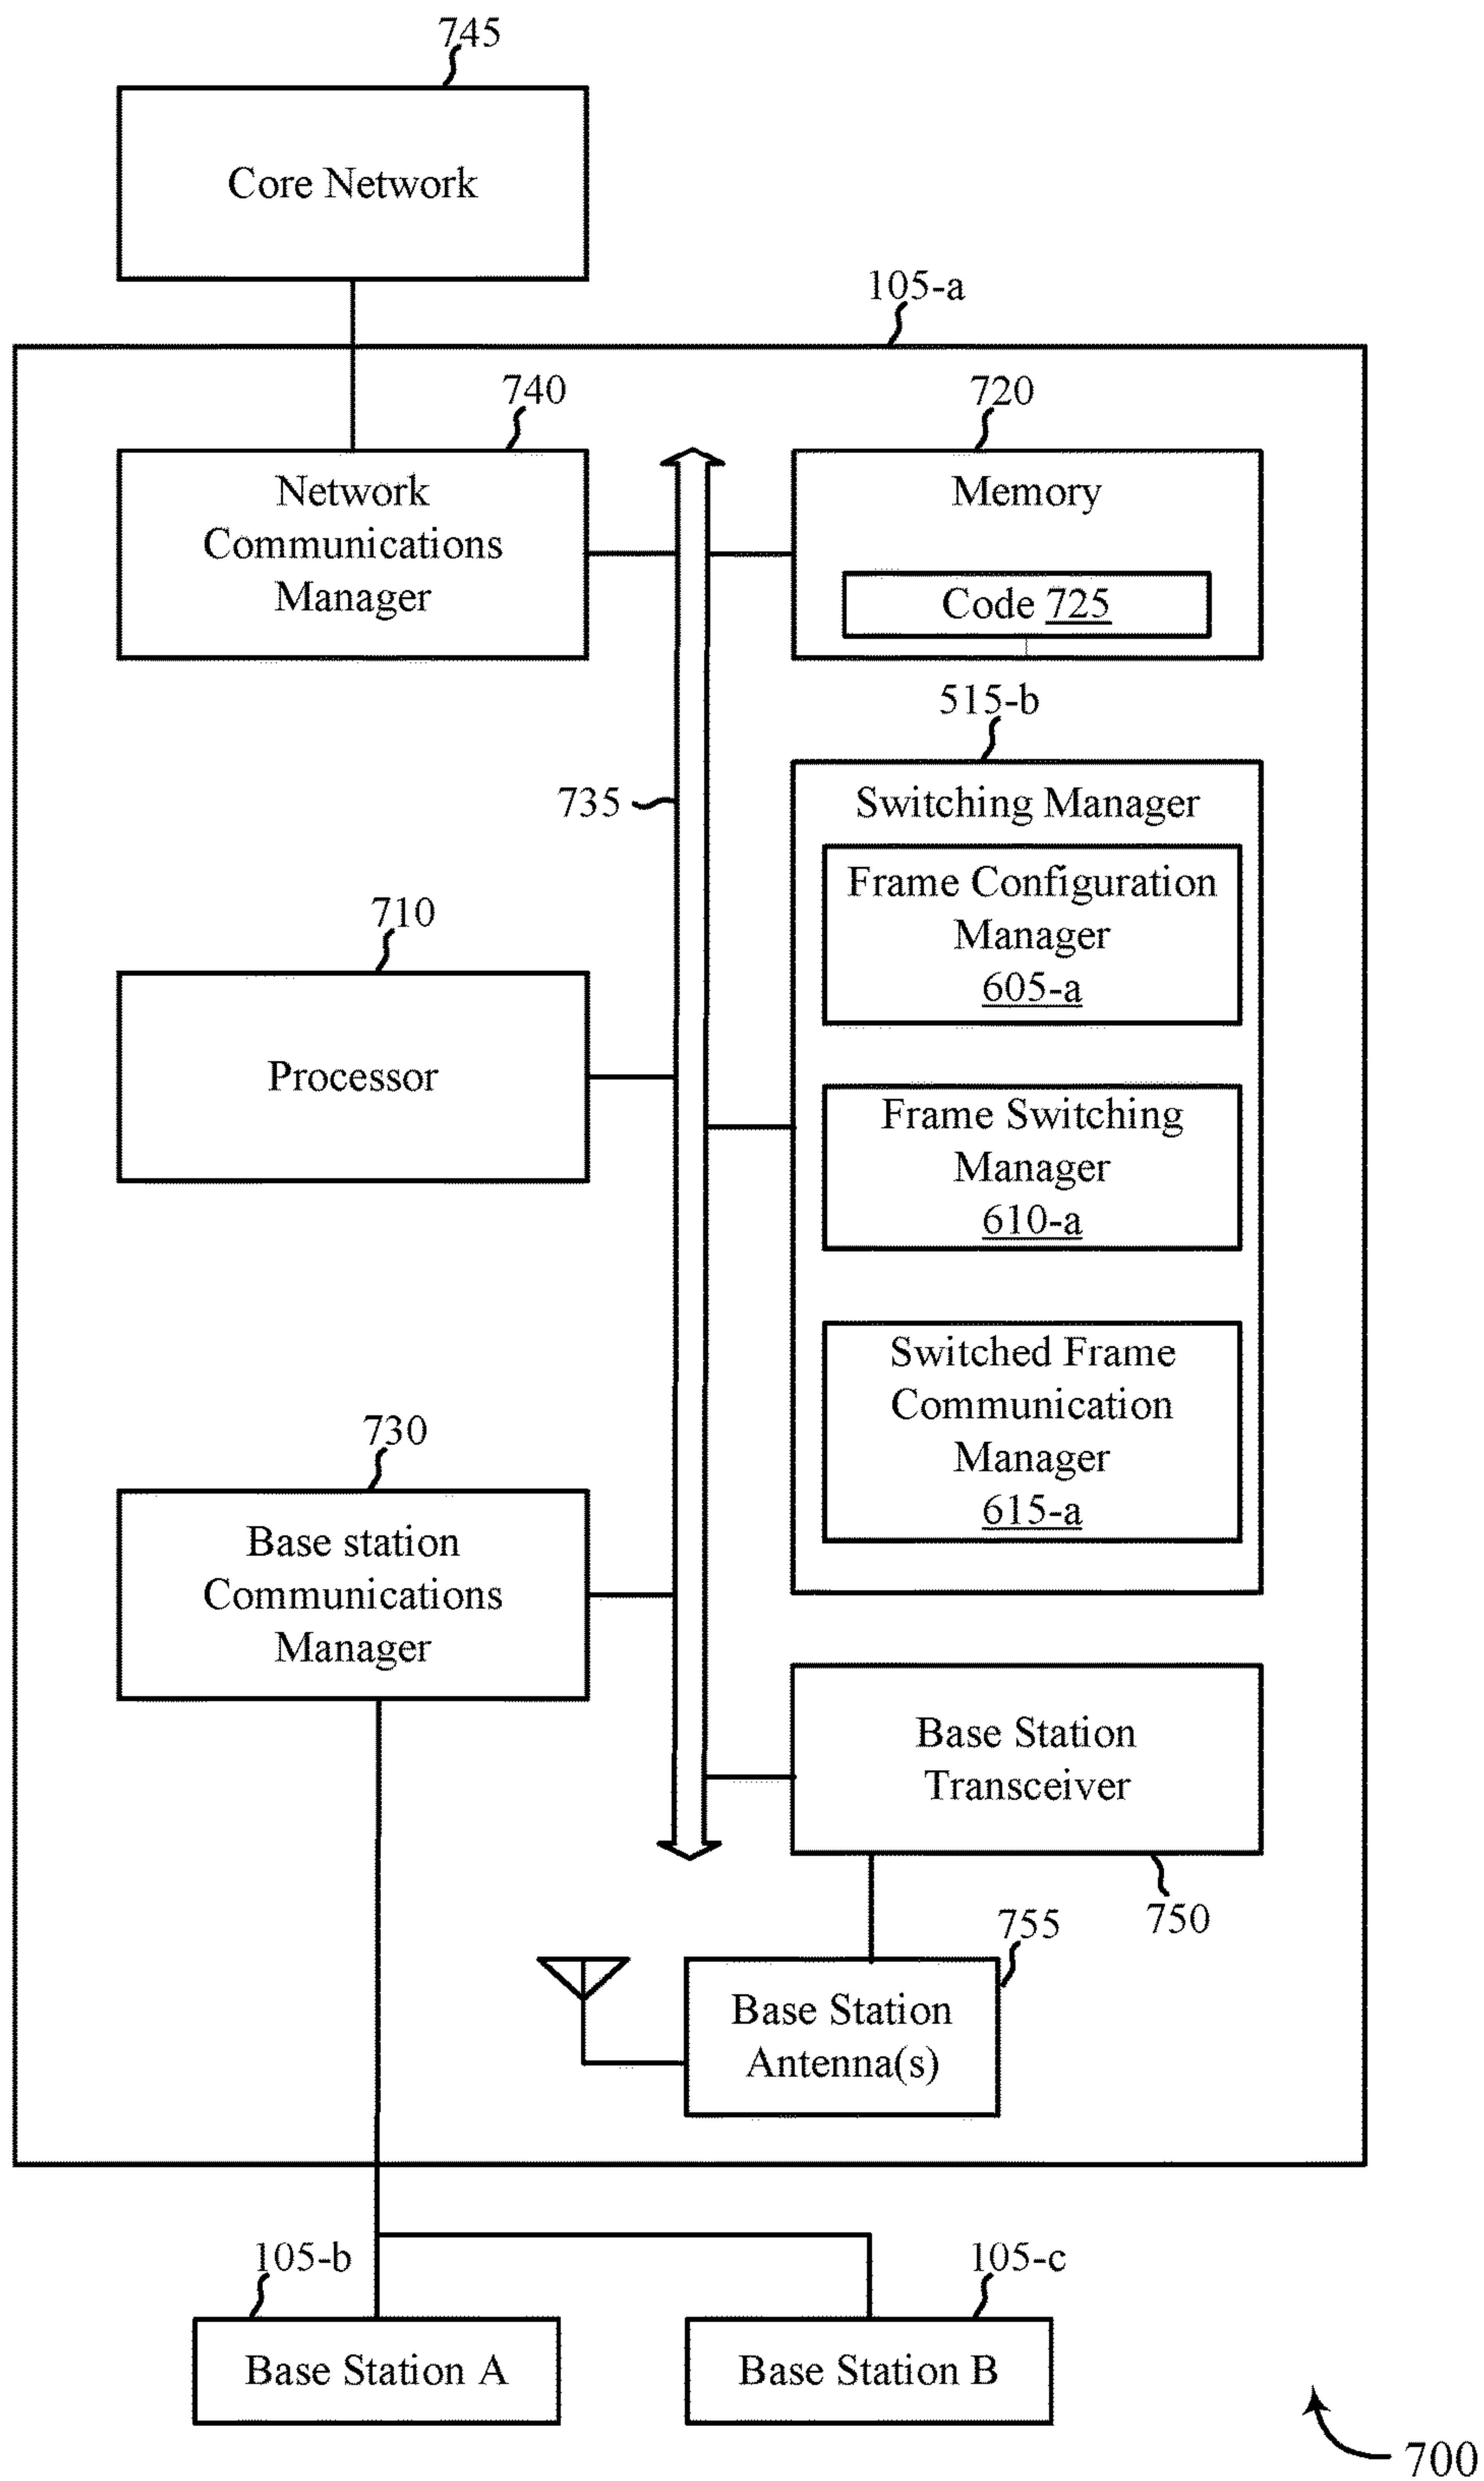 745
Core Network
105-a
740
Network
Communications
Manager
720
Memory
Code 725
515-b
Switching Manager
735
Frame Configuration
Manager
605-a
710
Processor
Frame Switching
Manager
610-a
Switched Frame
Communication
Manager
615-a
730
Base station
Communications
Manager
Base Station
Transceiver
750
755
Base Station
Antenna(s)
105-b
105-c
Base Station A
Base Station B
700